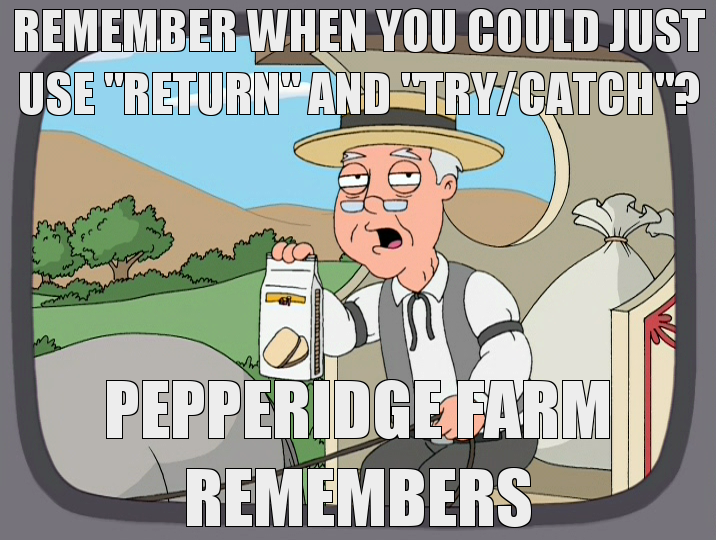 REMEMBER WHEN YOU COULD JUST
USE "RETURN" AND "TRY/CATCH"?
PEPPERIDGE FARM
REMEMBERS